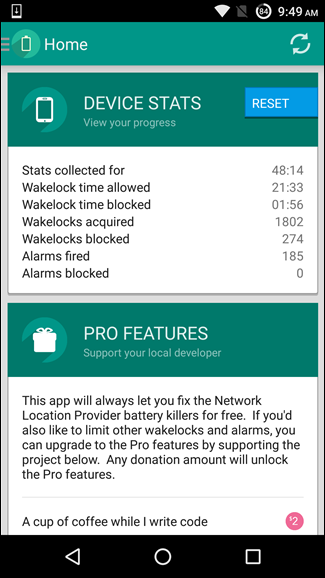 84 9:49 AM
Home
DEVICE STATS
View your progress
RESET
Stats collected for 48:14
Wakelock time allowed 21:33
Wakelock time blocked 01:56
Wakelocks acquired 1802
Wakelocks blocked 274
Alarms fired 185
Alarms blocked 0
PRO FEATURES
Support your local developer
This app will always let you fix the Network
Location Provider battery killers for free.  If you'd
also like to limit other wakelocks and alarms, you
can upgrade to the Pro features by supporting the
project below.  Any donation amount will unlock
the Pro features.
A cup of coffee while I write code $2